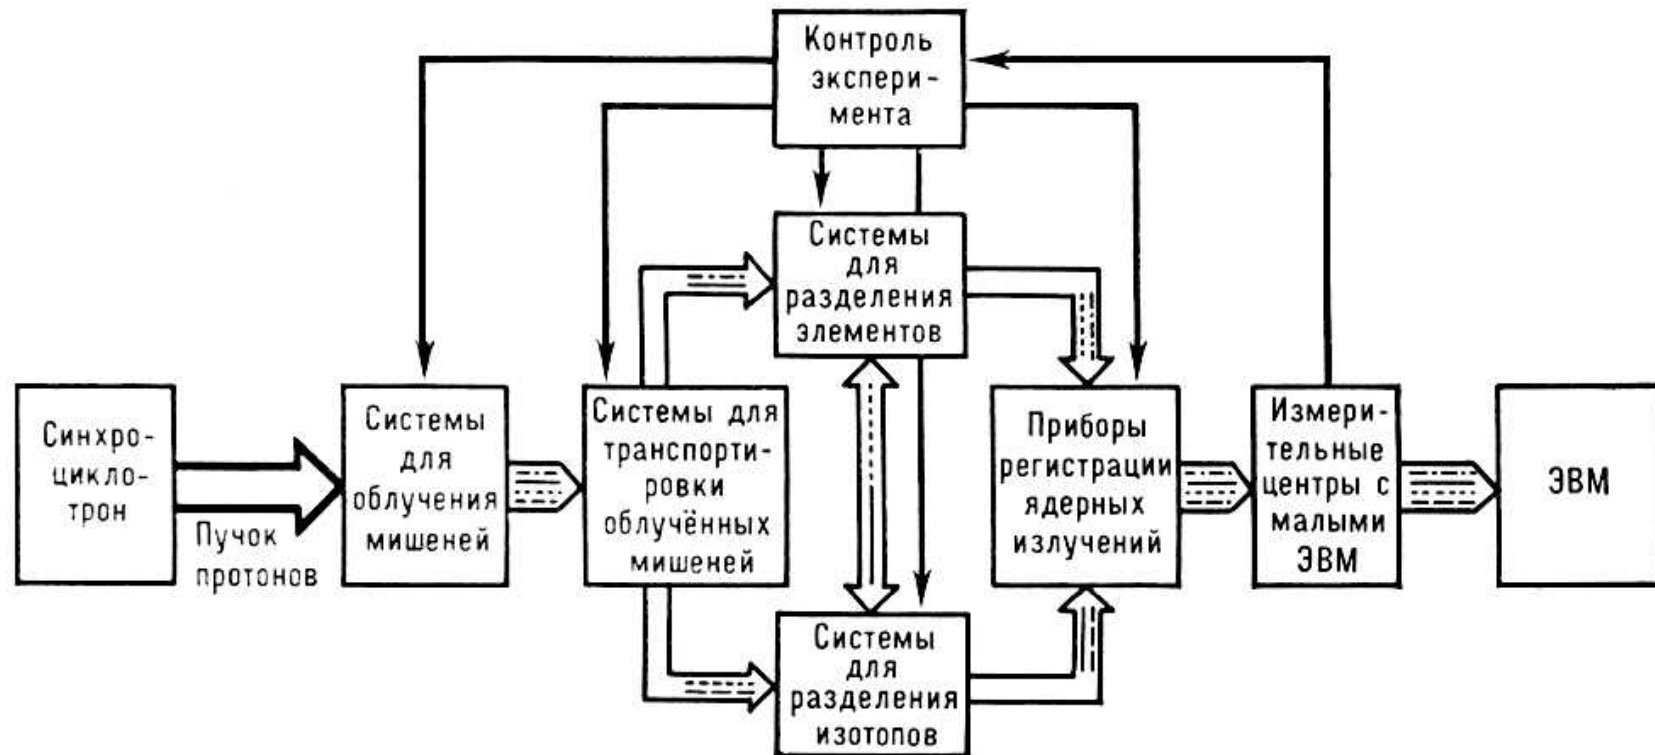 Контроль
экспери-
мента
Системы
для
разделения
элементов
Синхро-
цикло-
трон
Пучок
протонов
Системы
для
облучения
мишеней
Системы для
транспорти-
ровки
облучённых
мишеней
Приборы
регистрации
ядерных
излучений
Измери-
тельные
центры с
малыми
ЭВМ
ЭВМ
Системы
для
разделения
изотопов